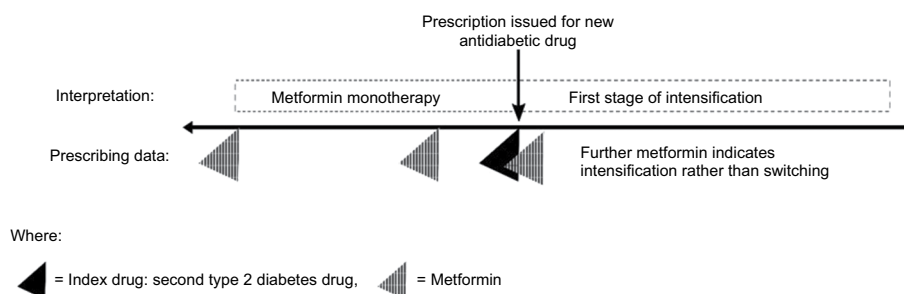 Prescription issued for new
antidiabetic drug
Interpretation:
Metformin monotherapy
First stage of intensification
Prescribing data:
Further metformin indicates
intensification rather than switching
Where:
= Index drug: second type 2 diabetes drug,
= Metformin